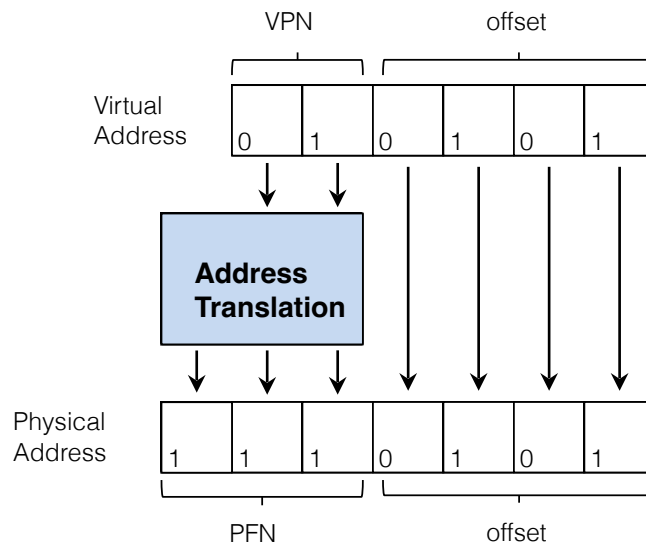 VPN offset
Virtual
Address
0 1 0 1 0 1
Address
Translation
Physical
Address
1 1 1 0 1 0 1
PFN offset